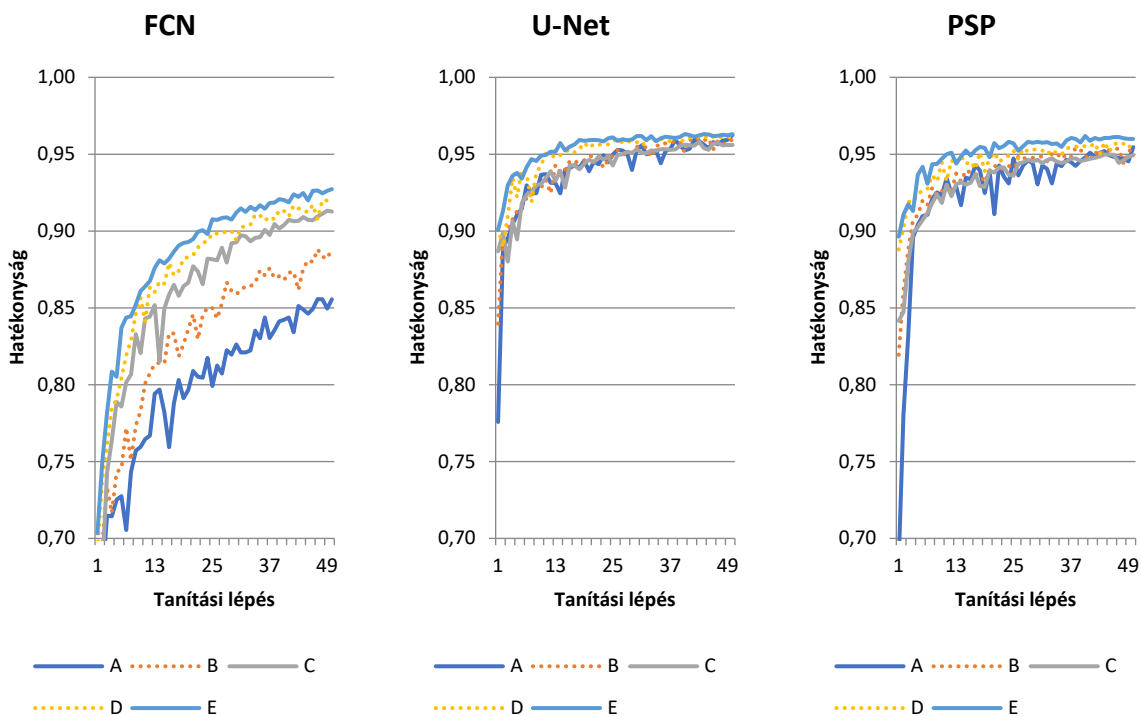 FCN
1,00
0,95
0,90
0,85
0,80
0,75
0,70
Hatékonyság
1 13 25 37 49
Tanítási lépés
A B C
D E
U-Net
1,00
0,95
0,90
0,85
0,80
0,75
0,70
Hatékonyság
1 13 25 37 49
Tanítási lépés
A B C
D E
PSP
1,00
0,95
0,90
0,85
0,80
0,75
0,70
Hatékonyság
1 13 25 37 49
Tanítási lépés
A B C
D E